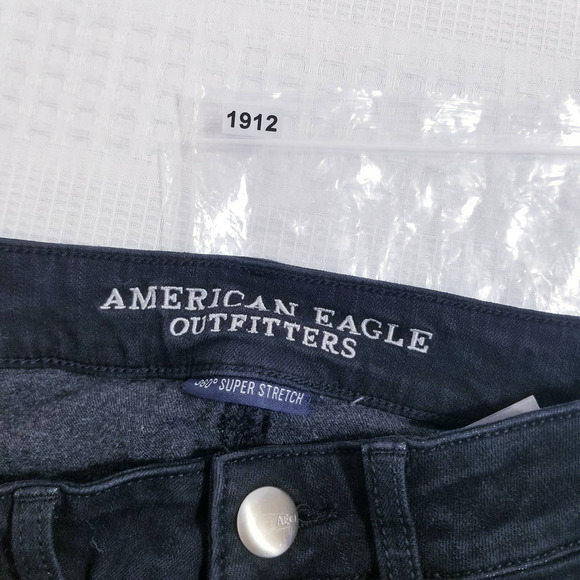 1912
AMERICAN EAGLE
OUTFITTERS
360° SUPER STRETCH